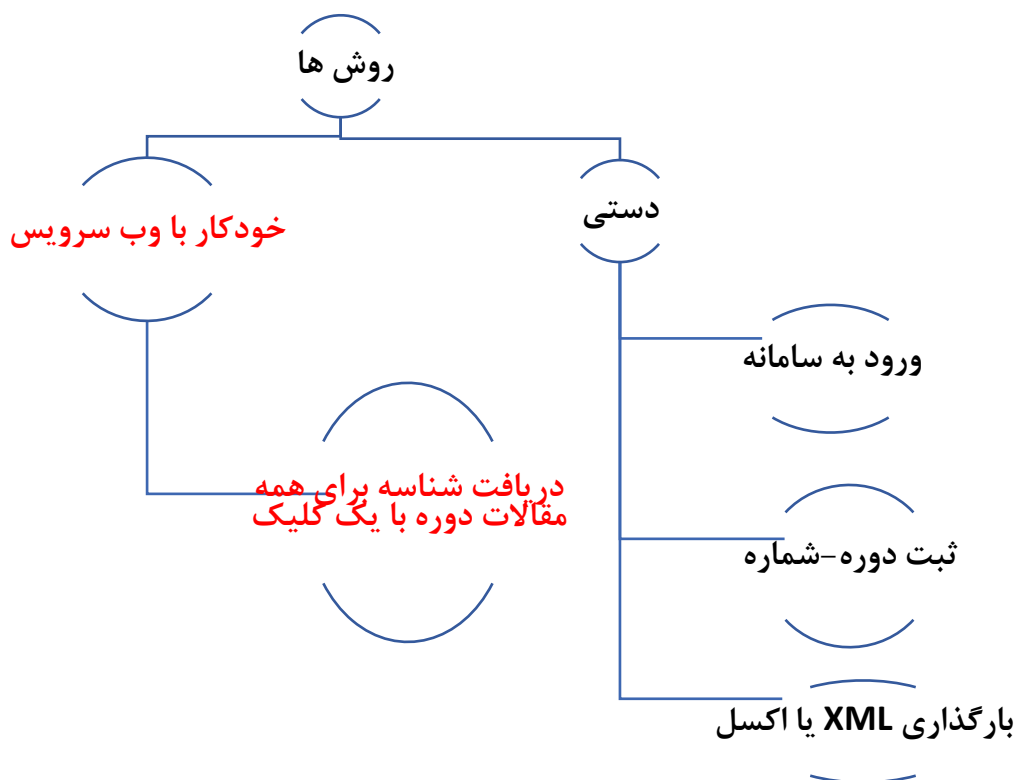 روش ها
دستی
خودکار با وب سرویس
ورود به سامانه
دریافت شناسه برای همه
مقالات دوره با یک کلیک
ثبت دوره-شماره
بارگذاری XML یا اکسل